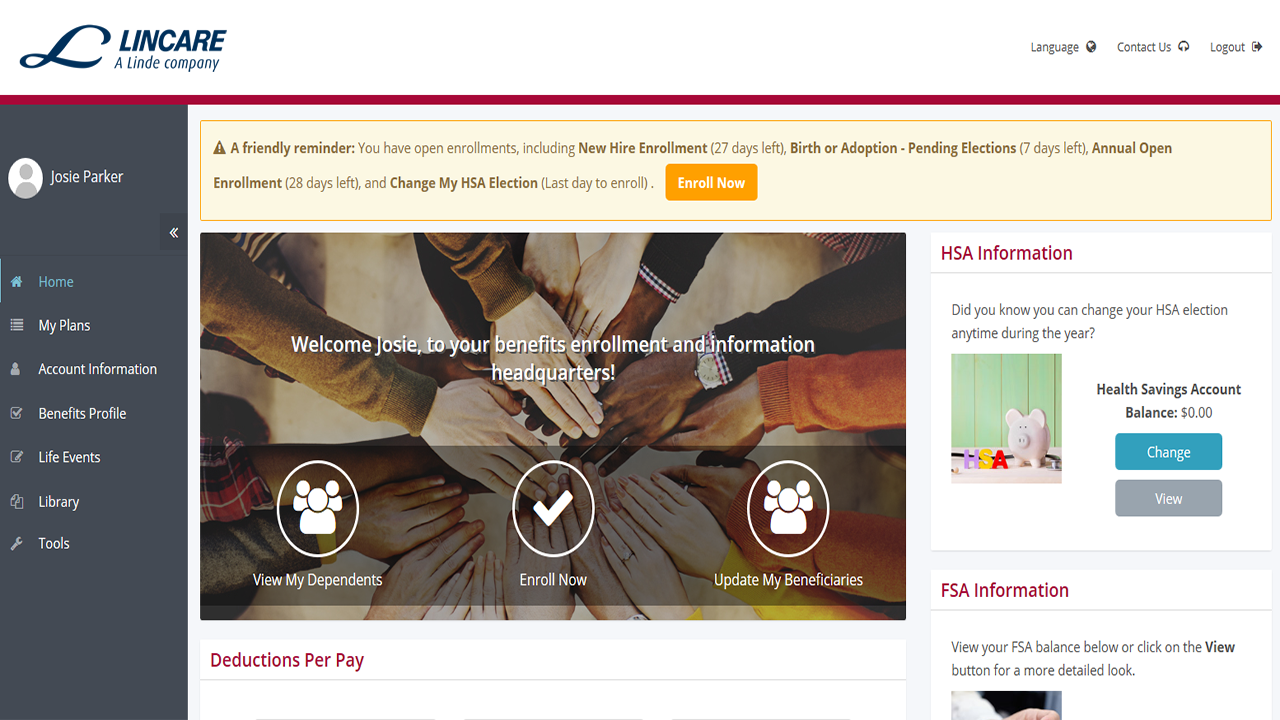 LINCARE
A Linde company
Language
Contact Us
Logout
Josie Parker
Home
My Plans
Account Information
Benefits Profile
Life Events
Library
Tools
A friendly reminder: You have open enrollments, including New Hire Enrollment (27 days left), Birth or Adoption - Pending Elections (7 days left), Annual Open
Enrollment (28 days left), and Change My HSA Election (Last day to enroll) . Enroll Now
Welcome Josie, to your benefits enrollment and information
headquarters!
View My Dependents
Enroll Now
Update My Beneficiaries
Deductions Per Pay
HSA Information
Did you know you can change your HSA election
anytime during the year?
HSA
Health Savings Account
Balance: $0.00
Change
View
FSA Information
View your FSA balance below or click on the View
button for a more detailed look.